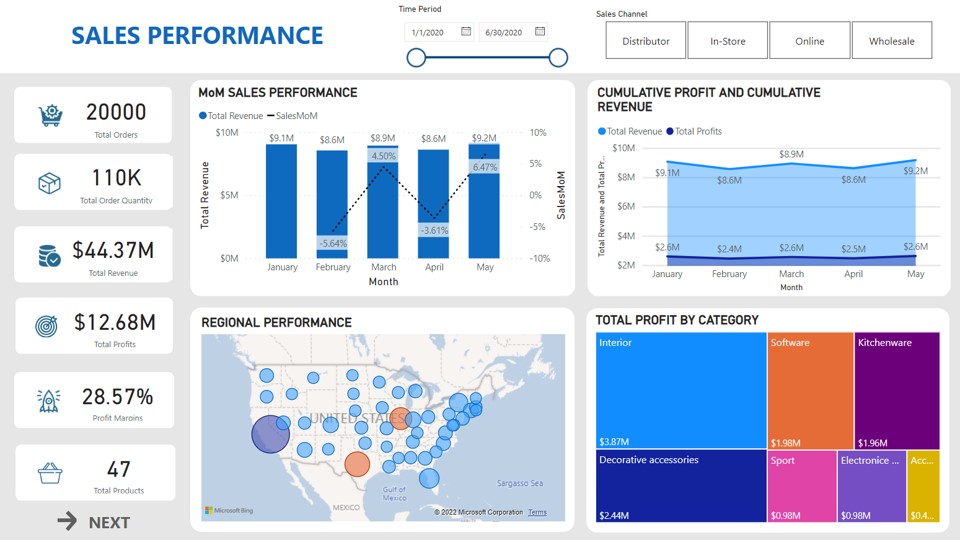 SALES PERFORMANCE
Time Period
1/1/2020 6/30/2020
Sales Channel
Distributor In-Store Online Wholesale
20000
Total Orders
110K
Total Order Quantity
$44.37M
Total Revenue
$12.68M
Total Profits
28.57%
Profit Margins
47
Total Products
NEXT
MoM SALES PERFORMANCE
Total Revenue SalesMoM
$10M
$5M
$0M
Total Revenue
$9.1M $8.6M $8.9M $8.6M $9.2M
-5.64% 4.50% -3.61% 6.47%
10%
5%
0%
-5%
-10%
SalesMoM
January February March April May
Month
CUMULATIVE PROFIT AND CUMULATIVE
REVENUE
Total Revenue Total Profits
Total Revenue and Total Pr...
$10M
$8M
$6M
$4M
$2M
$9.1M $8.6M $8.9M $8.6M $9.2M
$2.6M $2.4M $2.6M $2.5M $2.6M
January February March April May
Month
REGIONAL PERFORMANCE
UNITED STATES
Gulf of
Mexico
Sargasso Sea
MEXICO
Microsoft Bing
© 2022 Microsoft Corporation Terms
TOTAL PROFIT BY CATEGORY
Interior
$3.87M
Software
$1.98M
Kitchenware
$1.96M
Decorative accessories
$2.44M
Sport
$0.98M
Electronice ...
$0.98M
Acc...
$0.4...